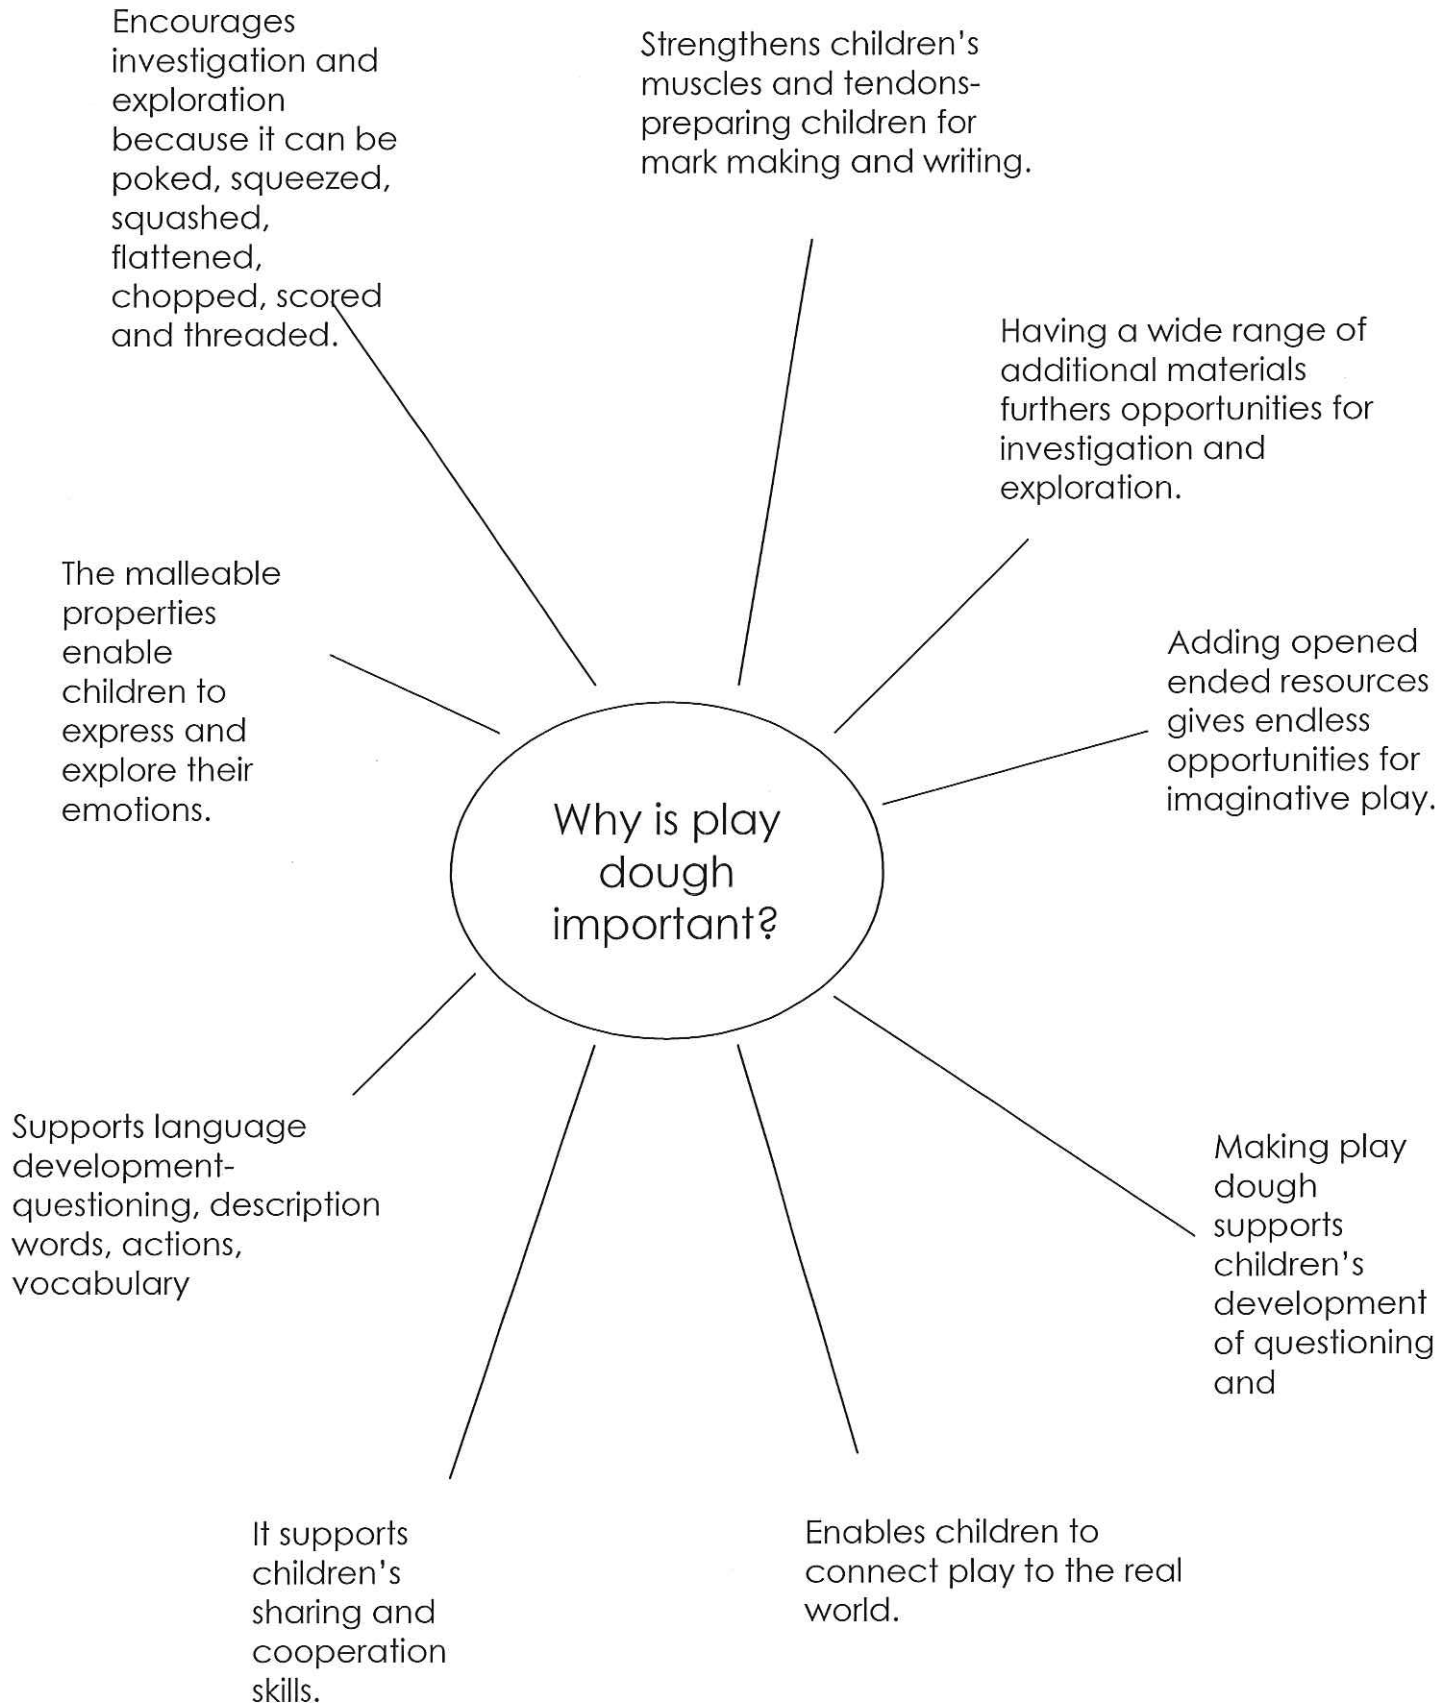 Encourages
investigation and
exploration
because it can be
poked, squeezed,
squashed,
flattened,
chopped, scored
and threaded.
Strengthens children's
muscles and tendons-
preparing children for
mark making and writing.
Having a wide range of
additional materials
furthers opportunities for
investigation and
exploration.
The malleable
properties
enable
children to
express and
explore their
emotions.
Adding opened
ended resources
gives endless
opportunities for
imaginative play.
Why is play
dough
important?
Supports language
development-
questioning, description
words, actions,
vocabulary
Making play
dough
supports
children's
development
of questioning
and
It supports
children's
sharing and
cooperation
skills.
Enables children to
connect play to the real
world.